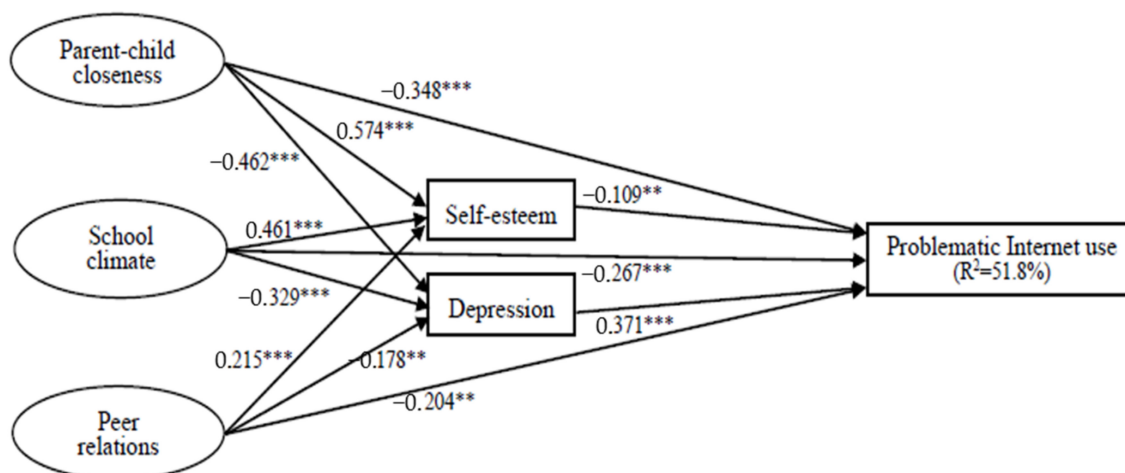 Parent-child
closeness
−0.348***
0.574***
−0.462***
Self-esteem
−0.109**
School
climate
0.461***
Problematic Internet use
(R²=51.8%)
−0.267***
−0.329***
Depression
0.371***
0.215***
−0.178**
−0.204**
Peer
relations